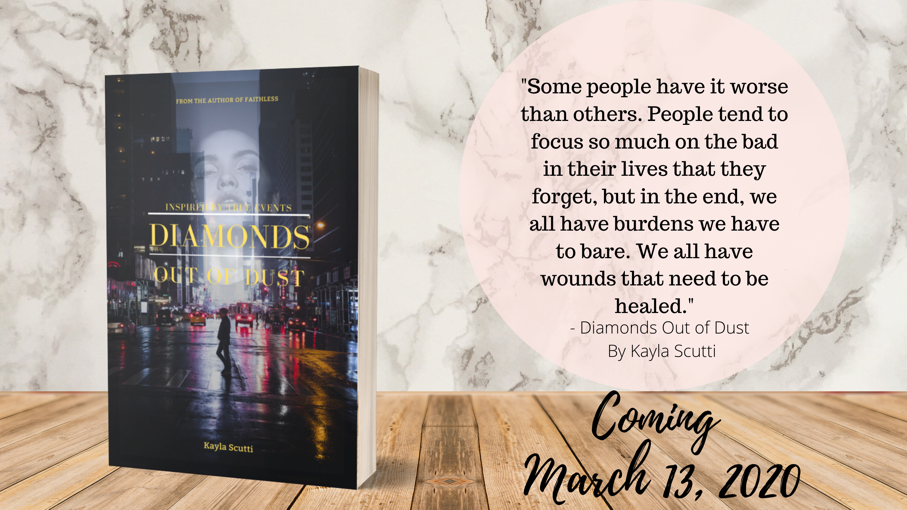 FROM THE AUTHOR OF FAITHLESS
INSPIRED BY TRUE EVENTS
DIAMONDS
OUT OF DUST
Kayla Scutti
"Some people have it worse
than others. People tend to
focus so much on the bad
in their lives that they
forget, but in the end, we
all have burdens we have
to bare. We all have
wounds that need to be
healed."
- Diamonds Out of Dust
By Kayla Scutti
Coming
March 13, 2020